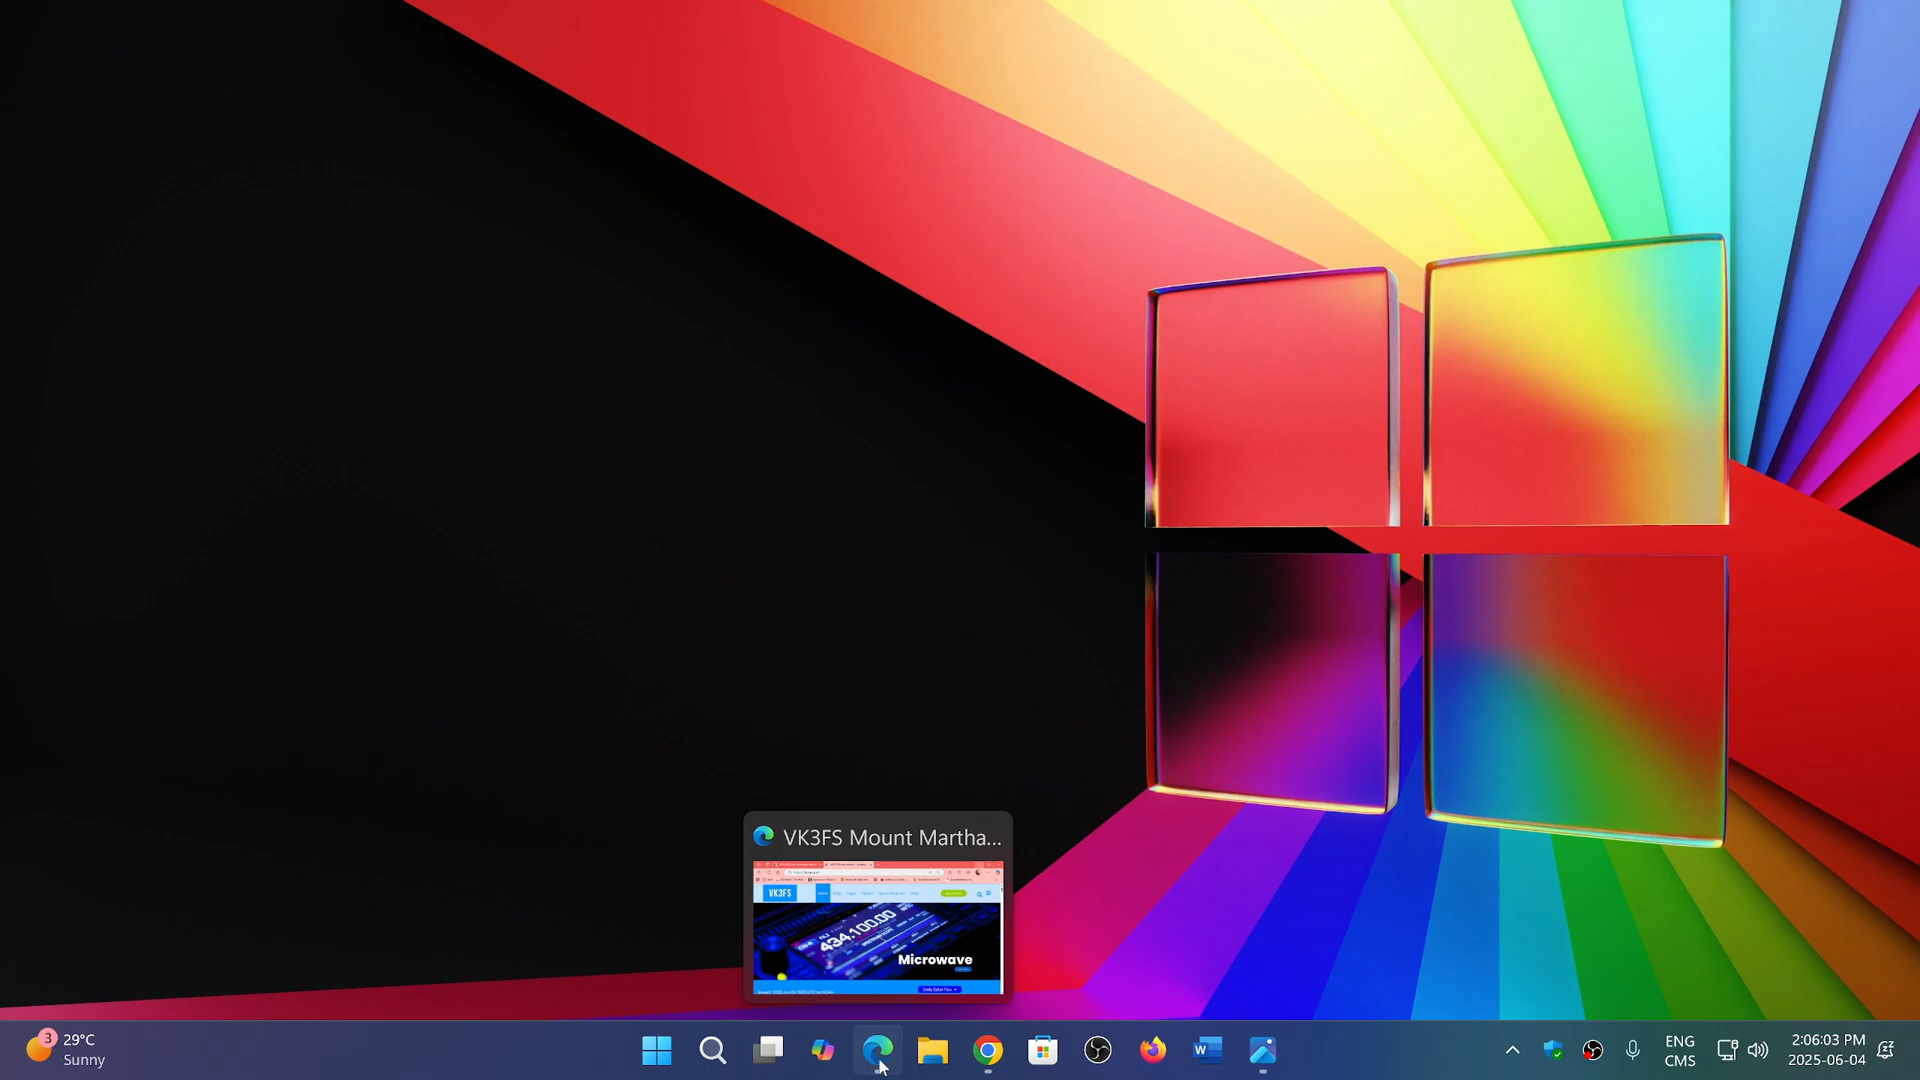 VK3FS Mount Martha...
VK3FS
434.100.00
Microwave
3
29°C
Sunny
W
ENG
CMS
2:06:03 PM
2025-06-04